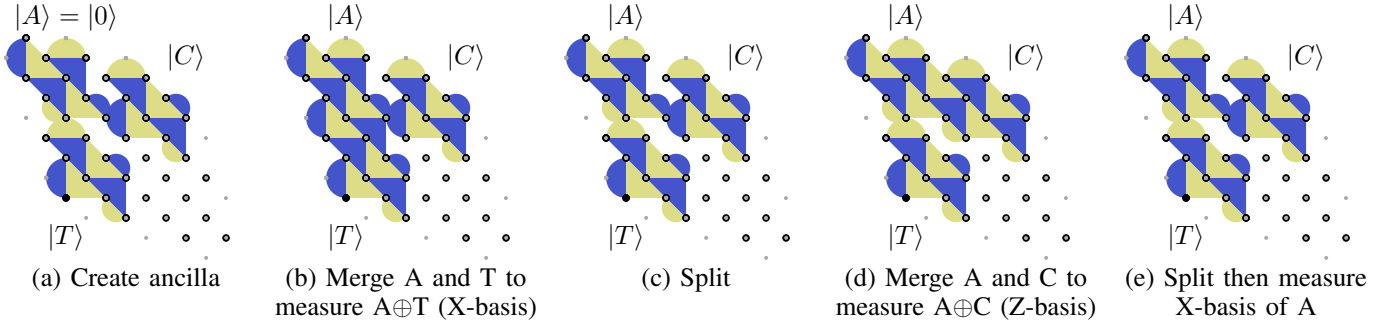 |A⟩ = |0⟩
|C⟩
|T⟩
(a) Create ancilla
|A⟩
|C⟩
|T⟩
(b) Merge A and T to
measure A⊕T (X-basis)
|A⟩
|C⟩
|T⟩
(c) Split
|A⟩
|C⟩
|T⟩
(d) Merge A and C to
measure A⊕C (Z-basis)
|A⟩
|C⟩
|T⟩
(e) Split then measure
X-basis of A